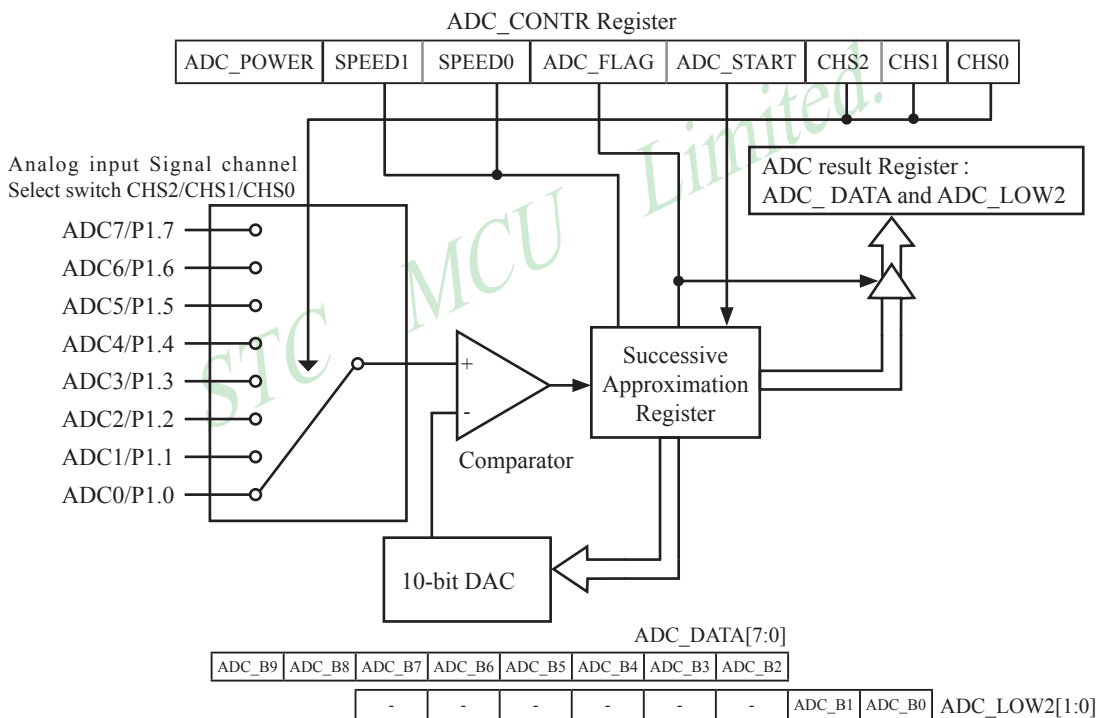 ADC_CONTR Register
ADC_POWER SPEED1 SPEED0 ADC_FLAG ADC_START CHS2 CHS1 CHS0
Analog input Signal channel
Select switch CHS2/CHS1/CHS0
ADC result Register :
ADC_ DATA and ADC_LOW2
ADC7/P1.7
ADC6/P1.6
ADC5/P1.5
ADC4/P1.4
ADC3/P1.3
ADC2/P1.2
ADC1/P1.1
ADC0/P1.0
+
-
Comparator
Successive
Approximation
Register
10-bit DAC
STC MCU Limited.
ADC_DATA[7:0]
ADC_B9 ADC_B8 ADC_B7 ADC_B6 ADC_B5 ADC_B4 ADC_B3 ADC_B2
- - - - - - ADC_B1 ADC_B0 ADC_LOW2[1:0]